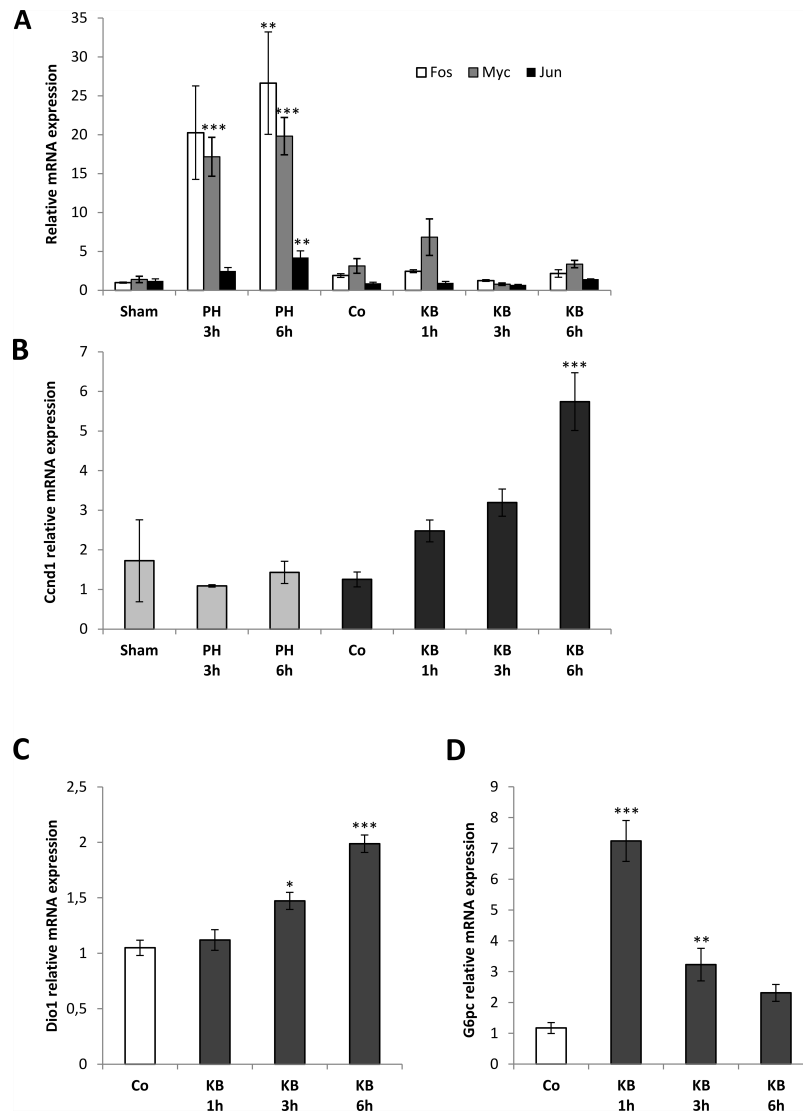 A
Relative mRNA expression
35
30
25
20
15
10
5
0
Fos Myc Jun
***
**
***
**
Sham PH PH Co KB KB KB
3h 6h 1h 3h 6h
B
Ccnd1 relative mRNA expression
7
6
5
4
3
2
1
0
***
Sham PH PH Co KB KB KB
3h 6h 1h 3h 6h
C
Dio1 relative mRNA expression
2,5
2
1,5
1
0,5
0
*
***
Co KB KB KB
1h 3h 6h
D
G6pc relative mRNA expression
9
8
7
6
5
4
3
2
1
0
***
**
Co KB KB KB
1h 3h 6h